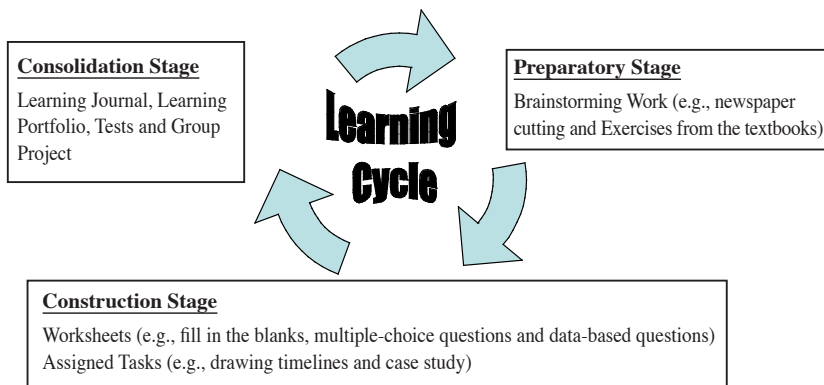 Consolidation Stage
Learning Journal, Learning
Portfolio, Tests and Group
Project
Learning
Cycle
Preparatory Stage
Brainstorming Work (e.g., newspaper
cutting and Exercises from the textbooks)
Construction Stage
Worksheets (e.g., fill in the blanks, multiple-choice questions and data-based questions)
Assigned Tasks (e.g., drawing timelines and case study)